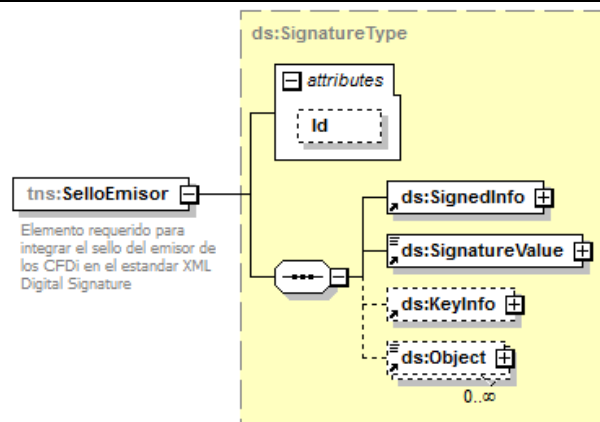 ds:SignatureType
attributes
Id
tns:SelloEmisor
Elemento requerido para
integrar el sello del emisor de
los CFDi en el estandar XML
Digital Signature
ds:SignedInfo
ds:SignatureValue
ds:KeyInfo
ds:Object
0..∞